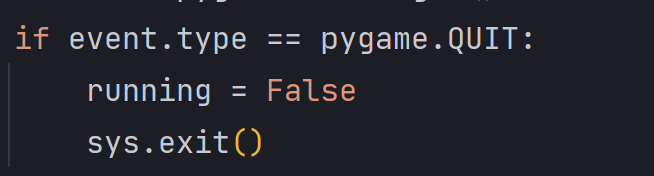 if event.type == pygame.QUIT:
    running = False
    sys.exit()